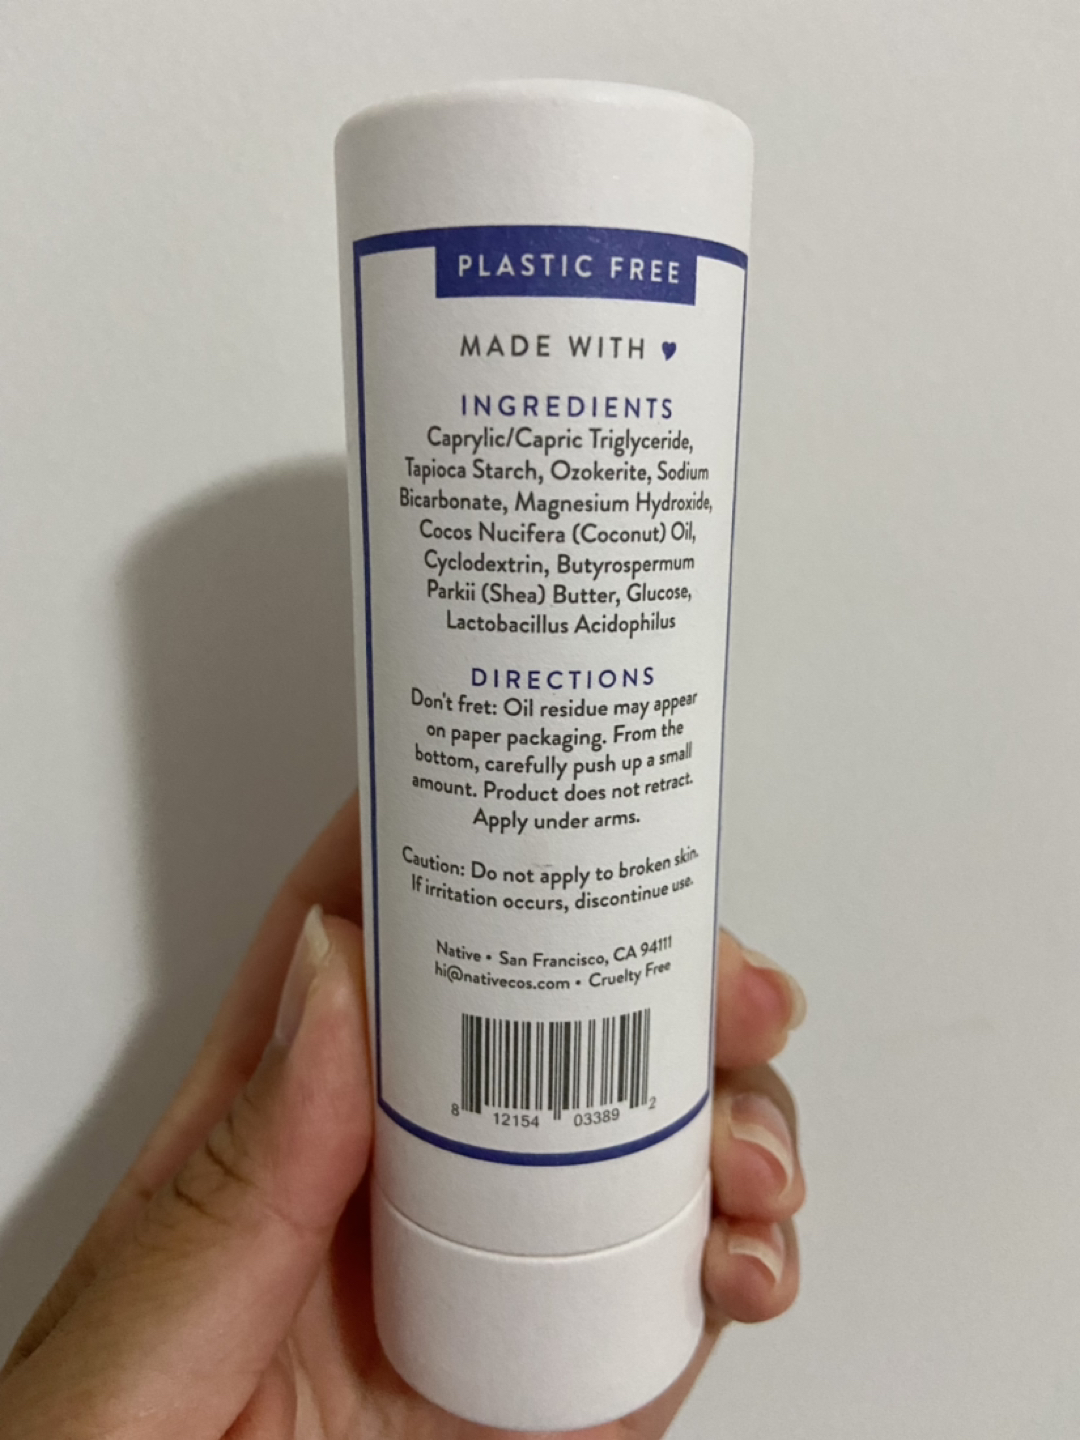 PLASTIC FREE
MADE WITH ♥
INGREDIENTS
Caprylic/Capric Triglyceride,
Tapioca Starch, Ozokerite, Sodium
Bicarbonate, Magnesium Hydroxide,
Cocos Nucifera (Coconut) Oil,
Cyclodextrin, Butyrospermum
Parkii (Shea) Butter, Glucose,
Lactobacillus Acidophilus
DIRECTIONS
Don't fret: Oil residue may appear
on paper packaging. From the
bottom, carefully push up a small
amount. Product does not retract.
Apply under arms.
Caution: Do not apply to broken skin.
If irritation occurs, discontinue use.
Native • San Francisco, CA 94111
hi@nativecos.com • Cruelty Free
8 12154 03389 2